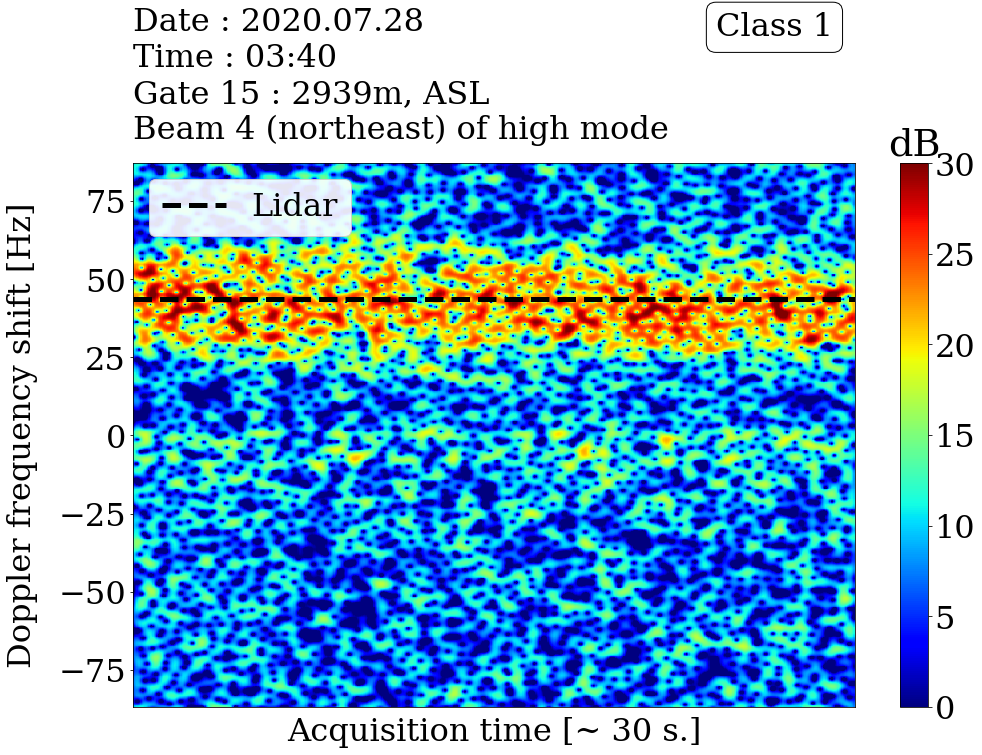 Date : 2020.07.28
Time : 03:40
Gate 15 : 2939m, ASL
Beam 4 (northeast) of high mode
Class 1
dB
Lidar
Doppler frequency shift [Hz]
75
50
25
0
−25
−50
−75
30
25
20
15
10
5
0
Acquisition time [~ 30 s.]